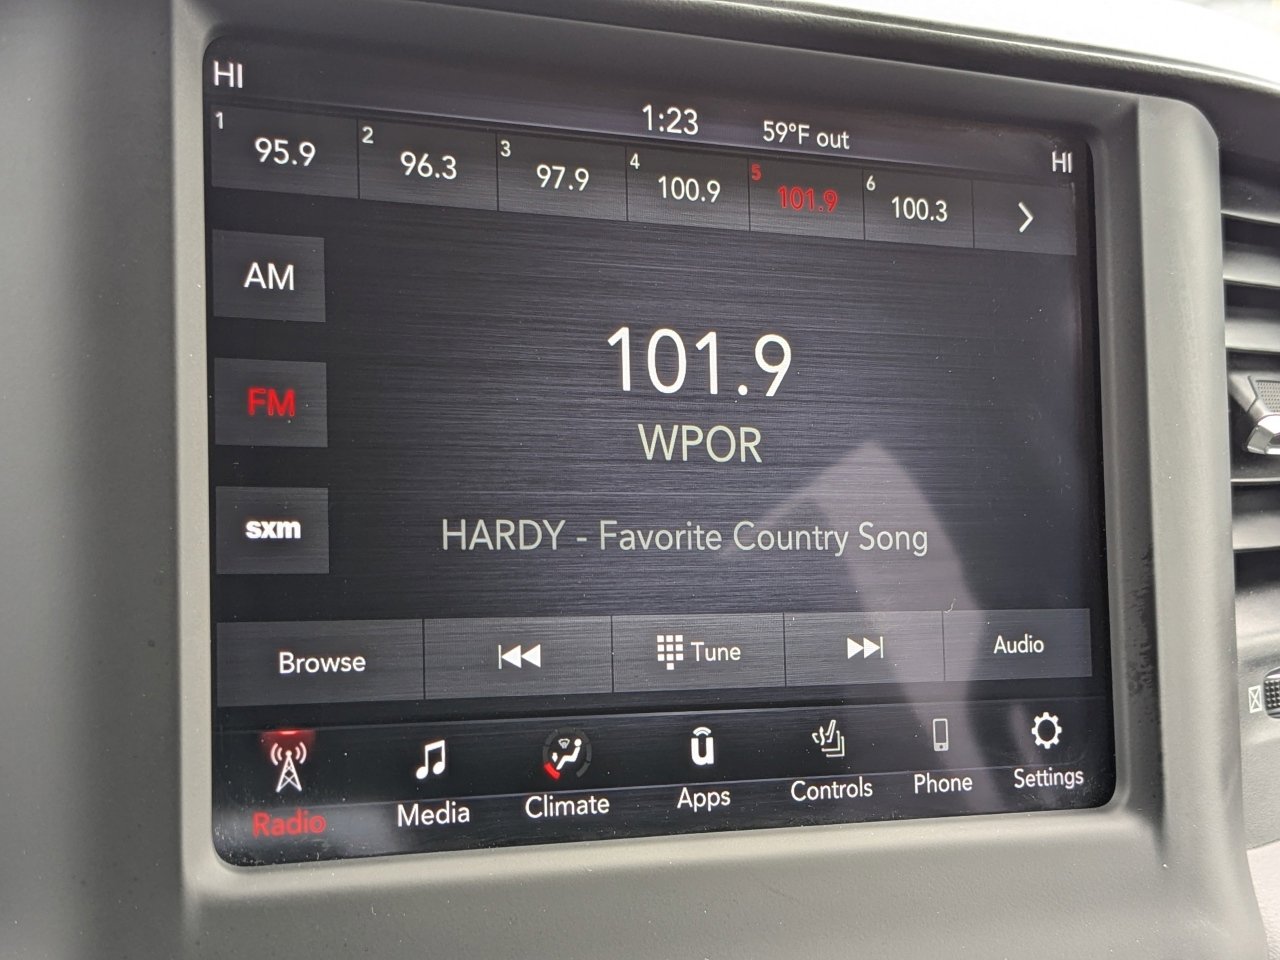 HI
1:23
59°F out
HI
1 95.9
2 96.3
3 97.9
4 100.9
5 101.9
6 100.3
AM
FM
sxm
101.9
WPOR
HARDY - Favorite Country Song
Browse
Tune
Audio
Radio
Media
Climate
Apps
Controls
Phone
Settings